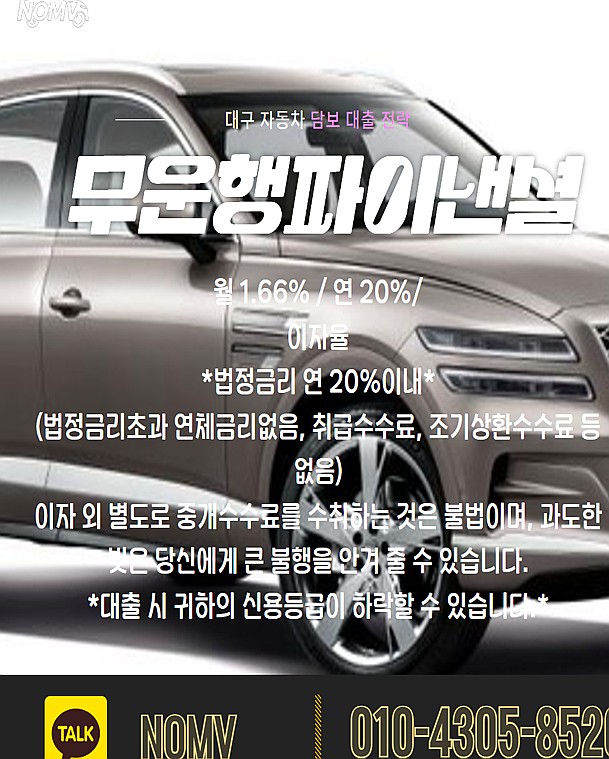 NOMV
대구 자동차 담보 대출 전략
무운행파이낸셜
월 1.66% / 연 20%/
이자율
*법정금리 연 20%이내*
(법정금리초과 연체금리없음, 취급수수료, 조기상환수수료 등
없음)
이자 외 별도로 중개수수료를 수취하는 것은 불법이며, 과도한
빚은 당신에게 큰 불행을 안겨 줄 수 있습니다.
*대출 시 귀하의 신용등급이 하락할 수 있습니다.*
TALK
NOMV
010-4305-8520